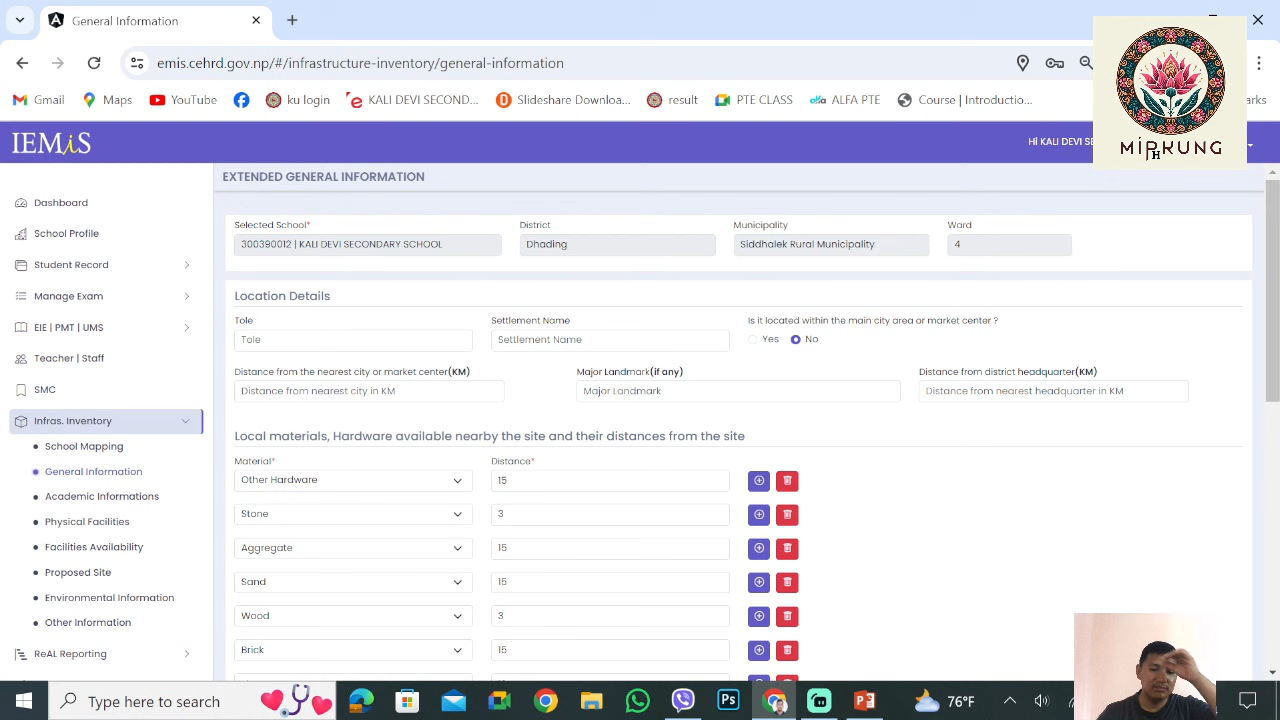 General Information
emis.cehrd.gov.np/#/infrastructure-inventory/general-information
Gmail
Maps
YouTube
ku login
KALI DEVI SECOND...
Slideshare Downloa...
result
PTE CLASS
ALFA PTE
Course | Introductio...
IEMIS
Hi KALI DEVI SE
MIPKUNG
H
EXTENDED GENERAL INFORMATION
Dashboard
School Profile
Student Record
Manage Exam
EIE | PMT | UMS
Teacher | Staff
SMC
Infras. Inventory
School Mapping
General Information
Academic Informations
Physical Facilities
Facilities Availability
Proposed Site
Environmental Information
Other Information
ReAL Reporting
Selected School* District Municipality Ward
300390012 | KALI DEVI SECONDARY SCHOOL Dhading Siddhalek Rural Municipality 4
Location Details
Tole Settlement Name Is it located within the main city area or market center ?
Tole Settlement Name Yes No
Distance from the nearest city or market center(KM) Major Landmark(if any) Distance from district headquarter(KM)
Distance from nearest city in KM Major Landmark Distance from nearest headquarter in KM
Local materials, Hardware available nearby the site and their distances from the site
Material* Distance*
Other Hardware 15
Stone 3
Aggregate 15
Sand 15
Wood 3
Brick 15
Type here to search
76°F